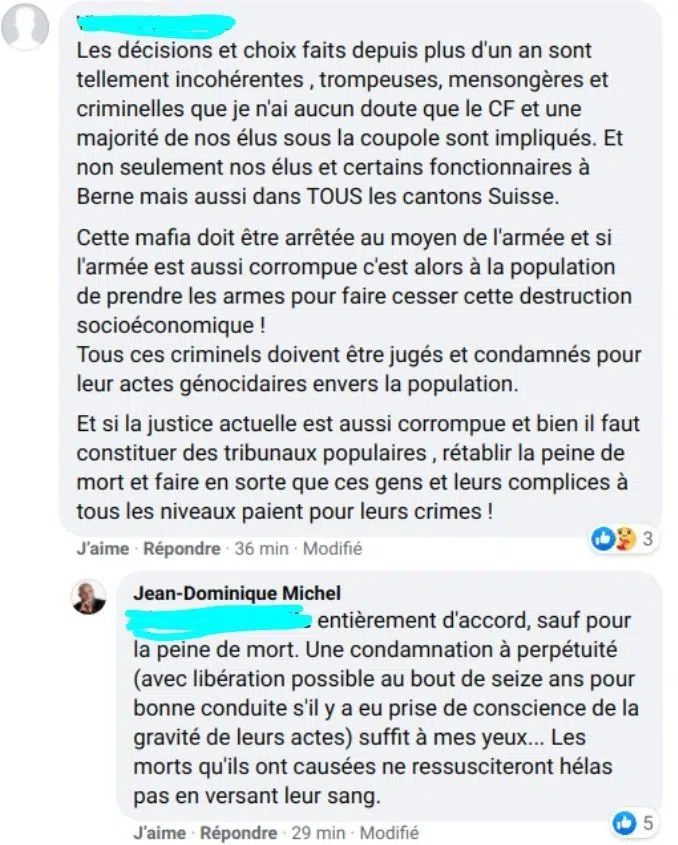 Les décisions et choix faits depuis plus d'un an sont
tellement incohérentes , trompeuses, mensongères et
criminelles que je n'ai aucun doute que le CF et une
majorité de nos élus sous la coupole sont impliqués. Et
non seulement nos élus et certains fonctionnaires à
Berne mais aussi dans TOUS les cantons Suisse.
Cette mafia doit être arrêtée au moyen de l'armée et si
l'armée est aussi corrompue c'est alors à la population
de prendre les armes pour faire cesser cette destruction
socioéconomique !
Tous ces criminels doivent être jugés et condamnés pour
leur actes génocidaires envers la population.
Et si la justice actuelle est aussi corrompue et bien il faut
constituer des tribunaux populaires , rétablir la peine de
mort et faire en sorte que ces gens et leurs complices à
tous les niveaux paient pour leurs crimes !
J'aime · Répondre · 36 min · Modifié
3
Jean-Dominique Michel
entièrement d'accord, sauf pour
la peine de mort. Une condamnation à perpétuité
(avec libération possible au bout de seize ans pour
bonne conduite s'il y a eu prise de conscience de la
gravité de leurs actes) suffit à mes yeux... Les
morts qu'ils ont causées ne ressusciteront hélas
pas en versant leur sang.
5
J'aime · Répondre · 29 min · Modifié